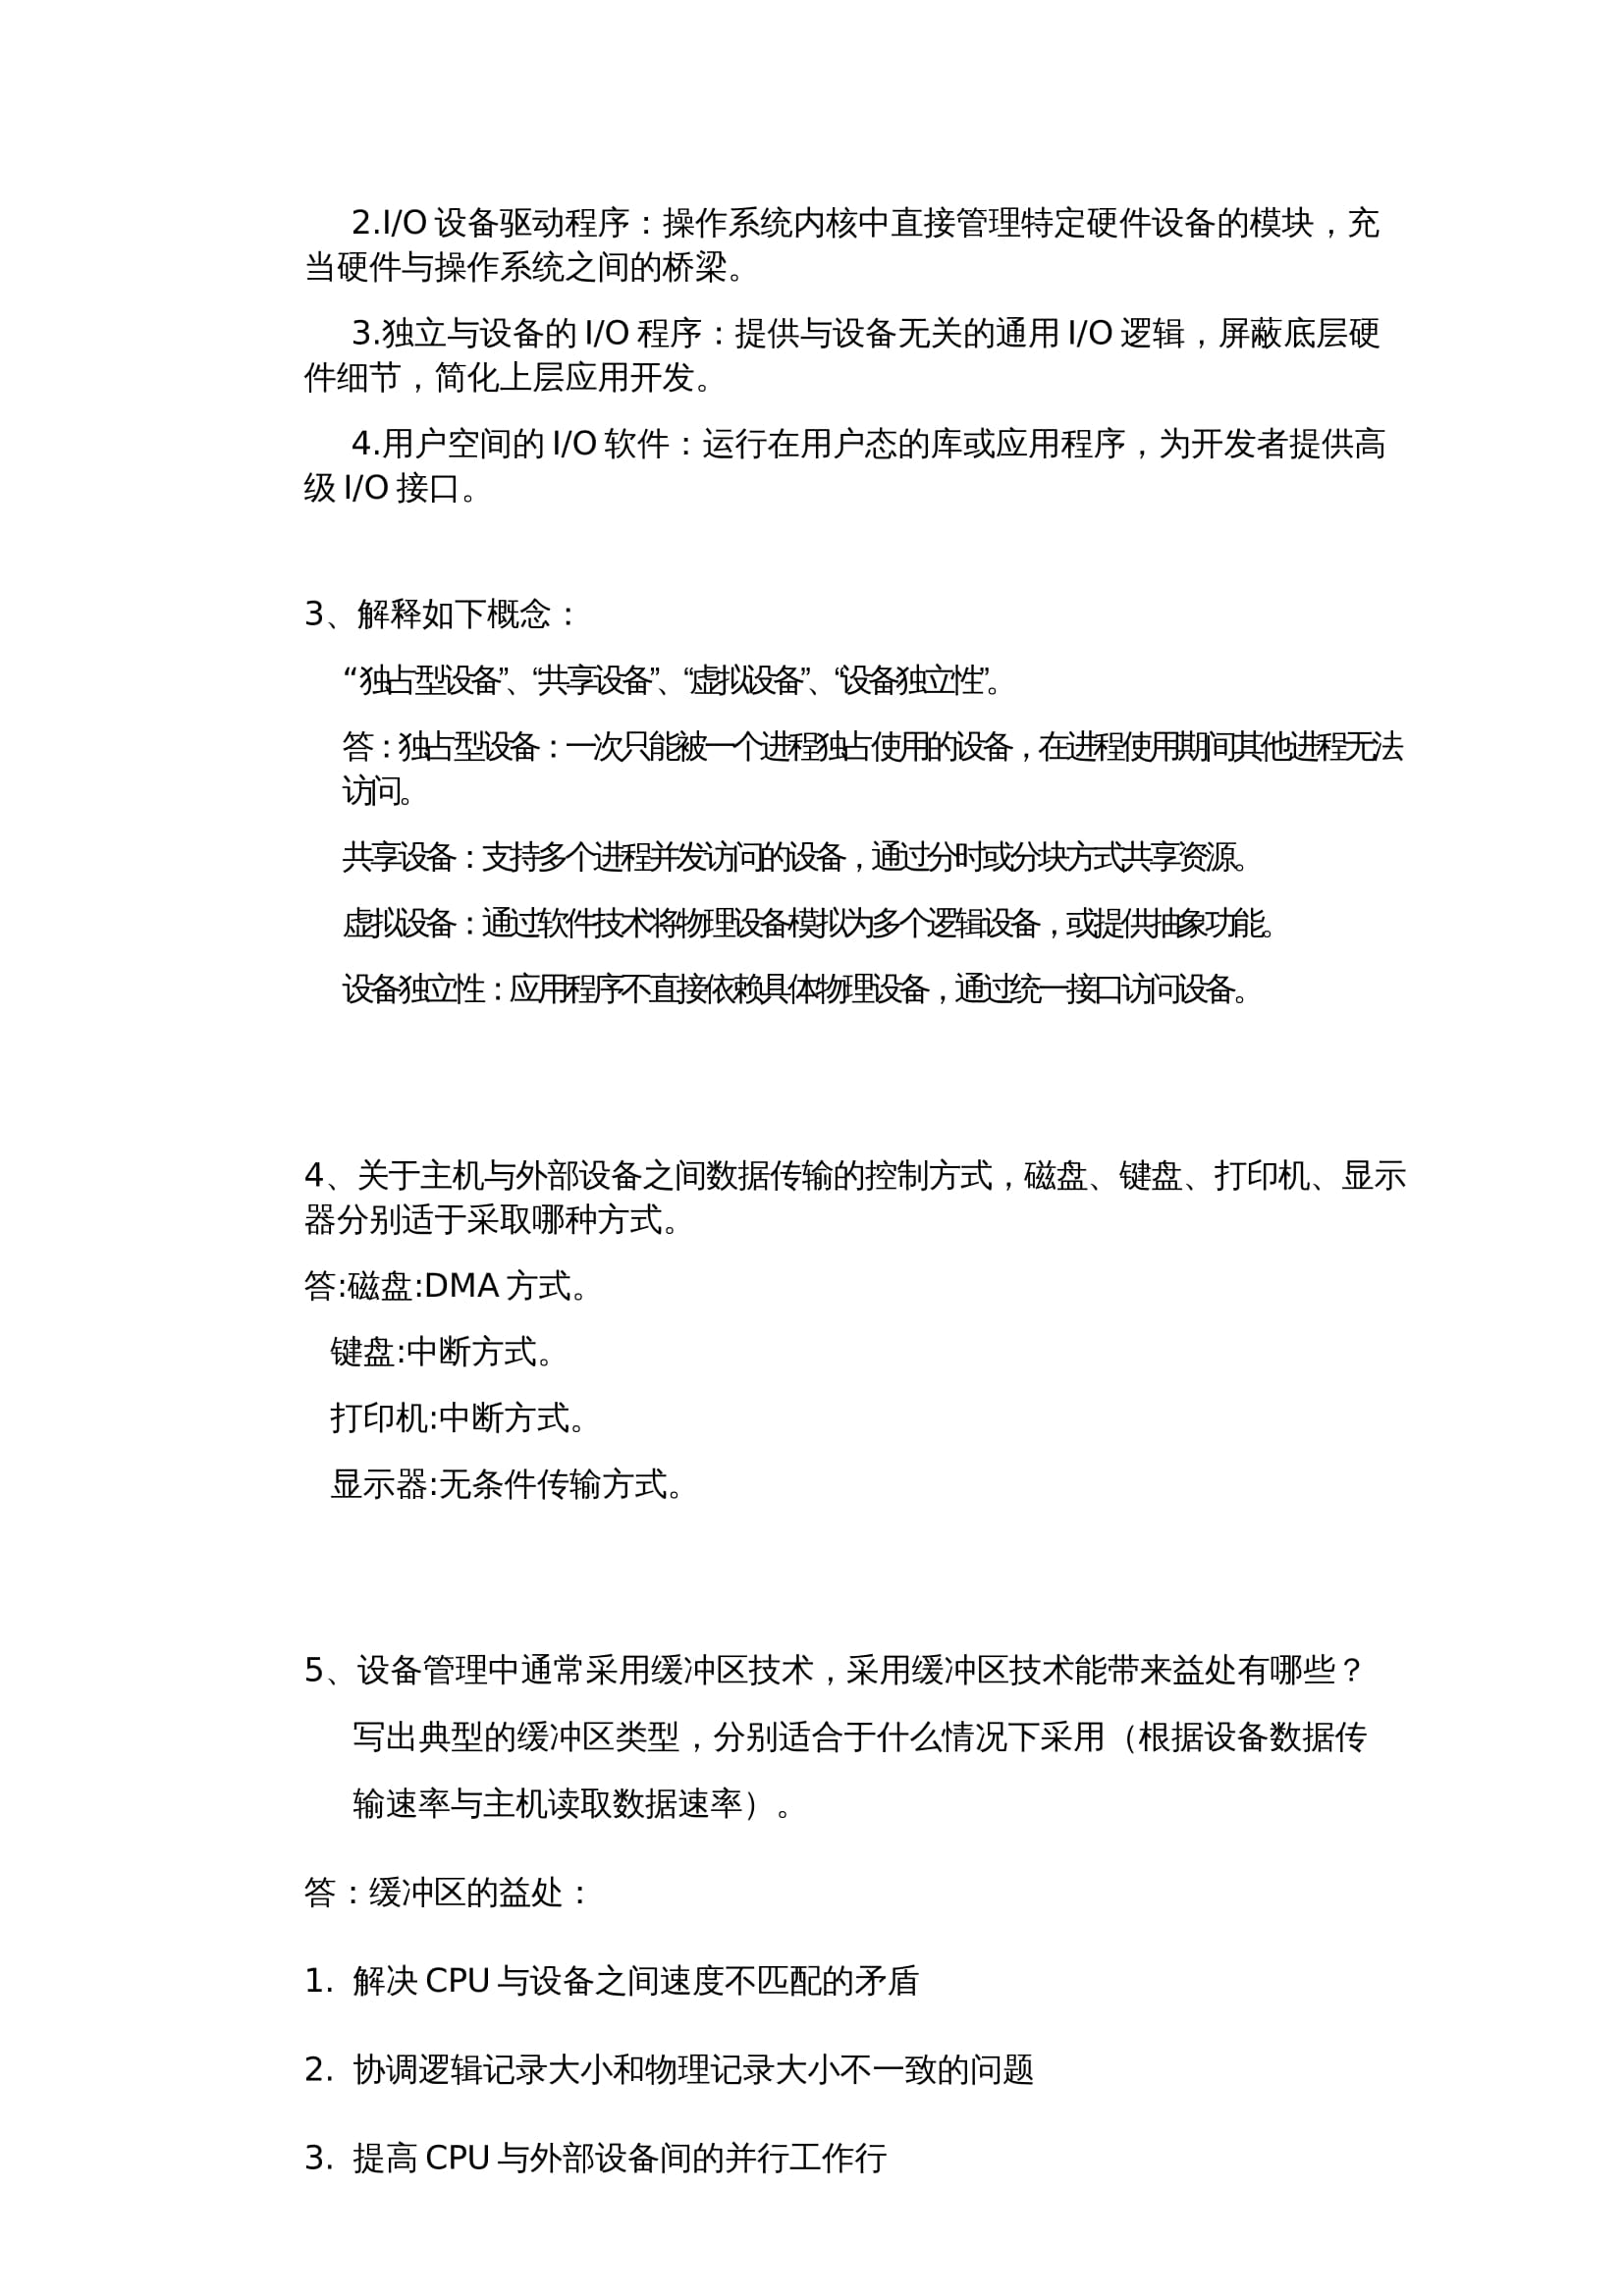 2.I/O 设备驱动程序：操作系统内核中直接管理特定硬件设备的模块，充
当硬件与操作系统之间的桥梁。
3.独立与设备的 I/O 程序：提供与设备无关的通用 I/O 逻辑，屏蔽底层硬
件细节，简化上层应用开发。
4.用户空间的 I/O 软件：运行在用户态的库或应用程序，为开发者提供高
级 I/O 接口。
3、解释如下概念：
“独占型设备”、“共享设备”、“虚拟设备”、“设备独立性”。
答：独占型设备：一次只能被一个进程独占使用的设备，在进程使用期间其他进程无法
访问。
共享设备：支持多个进程并发访问的设备，通过分时或分块方式共享资源。
虚拟设备：通过软件技术将物理设备模拟为多个逻辑设备，或提供抽象功能。
设备独立性：应用程序不直接依赖具体物理设备，通过统一接口访问设备。
4、关于主机与外部设备之间数据传输的控制方式，磁盘、键盘、打印机、显示
器分别适于采取哪种方式。
答:磁盘:DMA 方式。
键盘:中断方式。
打印机:中断方式。
显示器:无条件传输方式。
5、设备管理中通常采用缓冲区技术，采用缓冲区技术能带来益处有哪些？
写出典型的缓冲区类型，分别适合于什么情况下采用（根据设备数据传
输速率与主机读取数据速率）。
答：缓冲区的益处：
1. 解决 CPU 与设备之间速度不匹配的矛盾
2. 协调逻辑记录大小和物理记录大小不一致的问题
3. 提高 CPU 与外部设备间的并行工作行